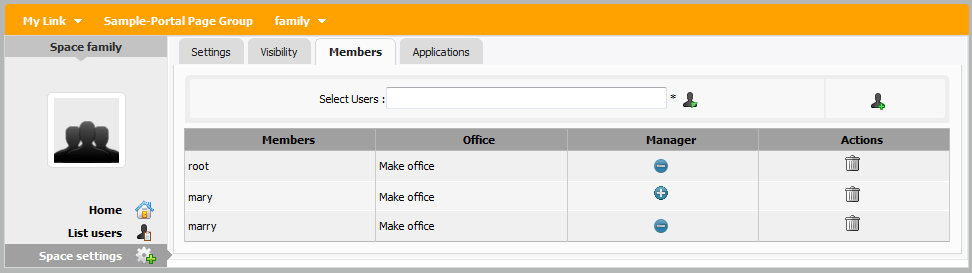 My Link Sample-Portal Page Group family
Space family
Settings Visibility Members Applications
Select Users : *
Members Office Manager Actions
root Make office
mary Make office
marry Make office
Home
List users
Space settings